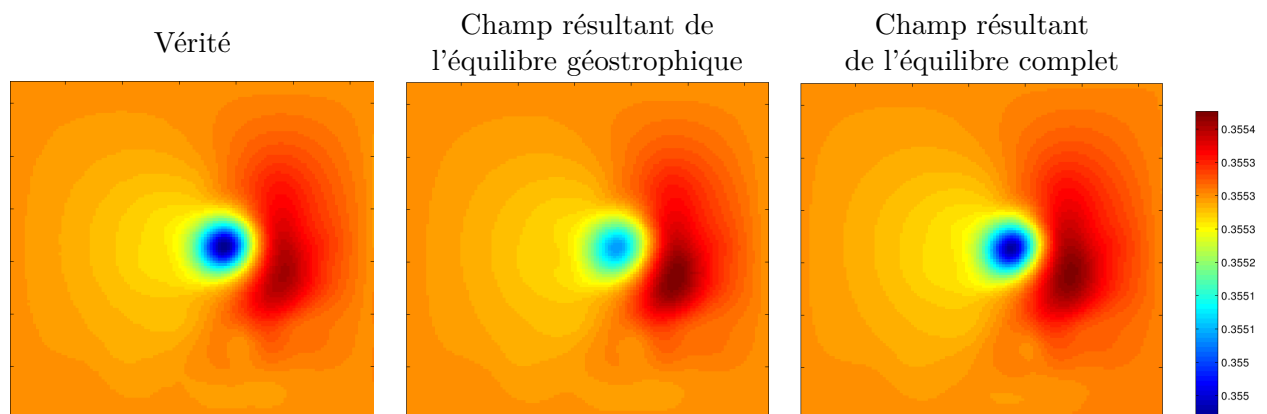 Vérité
Champ résultant de
l'équilibre géostrophique
Champ résultant
de l'équilibre complet
0.3554
0.3553
0.3553
0.3553
0.3552
0.3551
0.3551
0.355
0.355